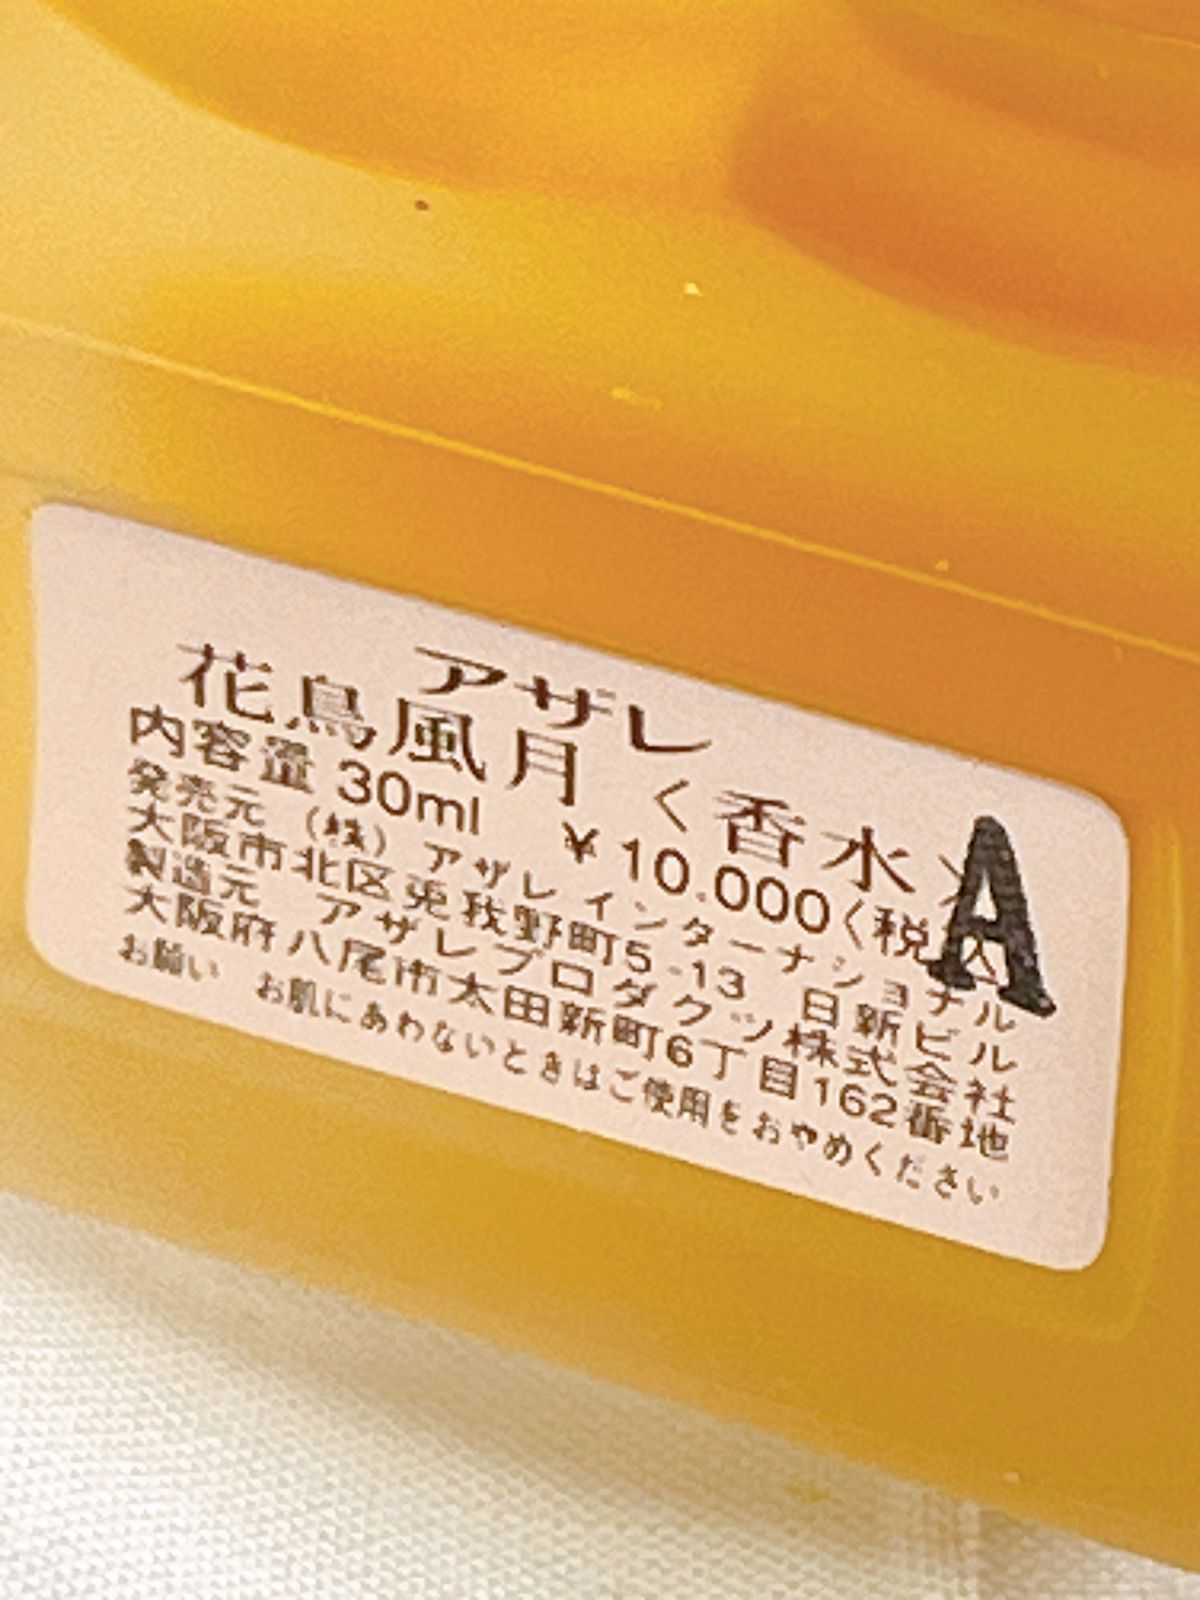 アザレ
花鳥風月 〈香水〉
内容量 30ml ￥10.000〈税
A
発売元 (株) アザレインターナショナル
大阪市北区兎我野町5-13 日新ビル
製造元 アザレプロダクツ株式会社
大阪府八尾市太田新町6丁目162番地
お願い お肌にあわないときはご使用をおやめください